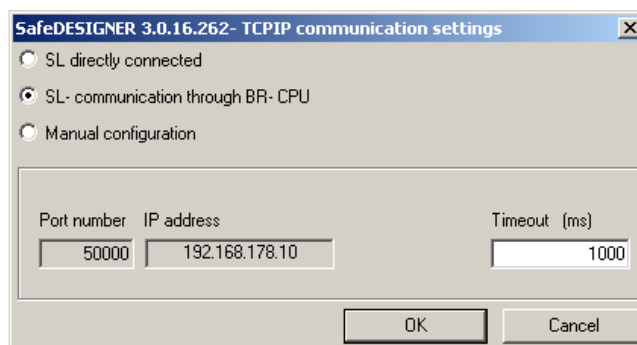 SafeDESIGNER 3.0.16.262- TCPIP communication settings
SL directly connected
SL- communication through BR- CPU
Manual configuration
Port number IP address Timeout (ms)
50000 192.168.178.10 1000
OK Cancel